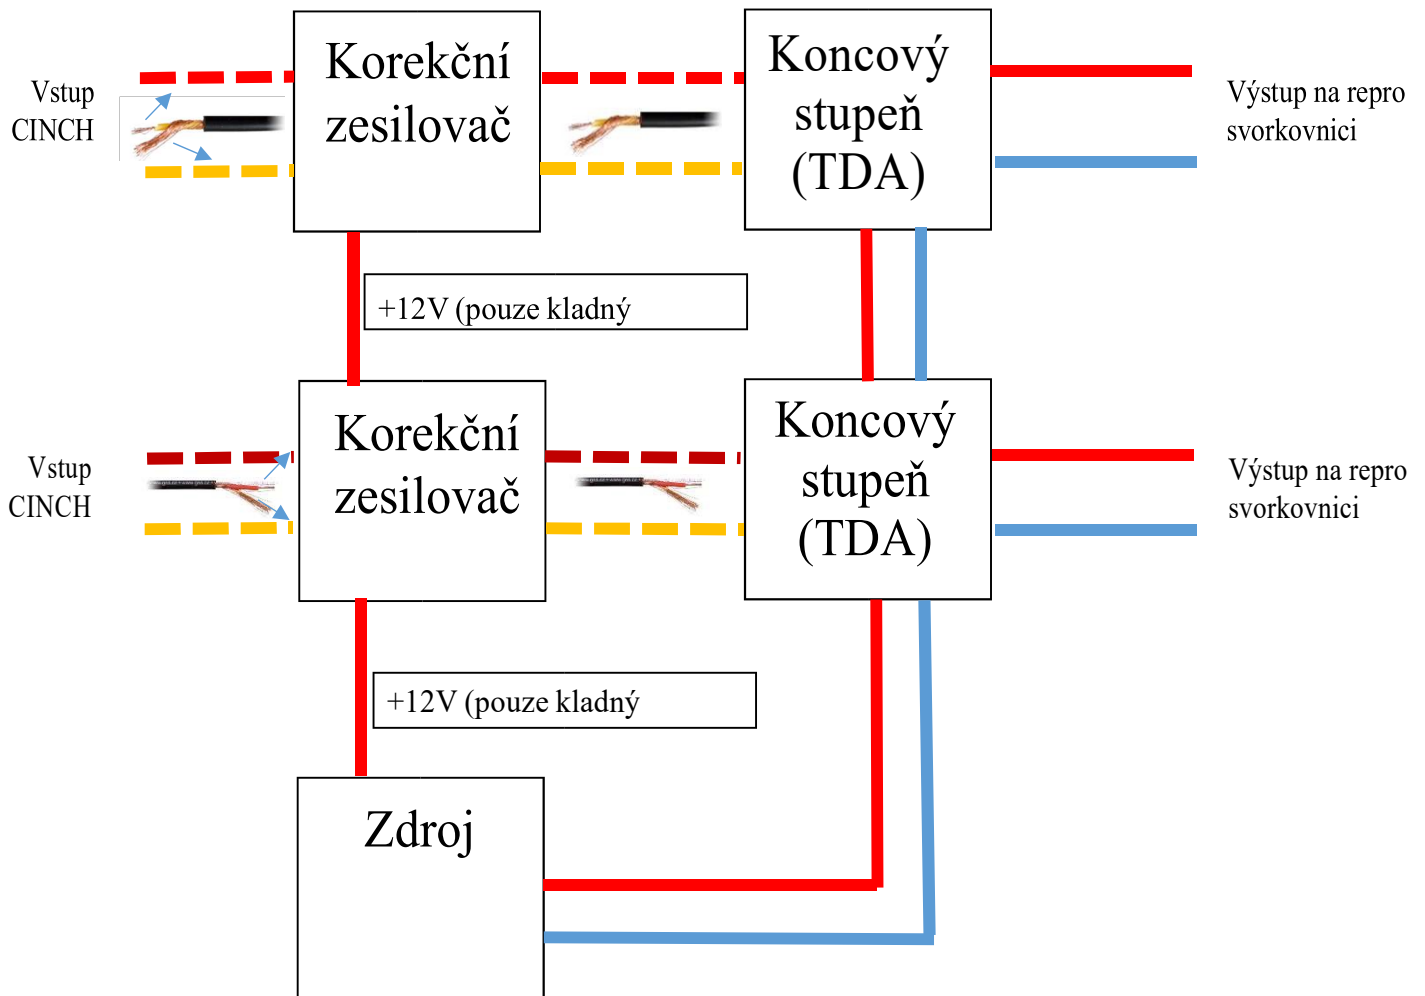 Vstup
CINCH
Korekční
zesilovač
Koncový
stupeň
(TDA)
Výstup na repro
svorkovnici
+12V (pouze kladný
Vstup
CINCH
Korekční
zesilovač
Koncový
stupeň
(TDA)
Výstup na repro
svorkovnici
+12V (pouze kladný
Zdroj